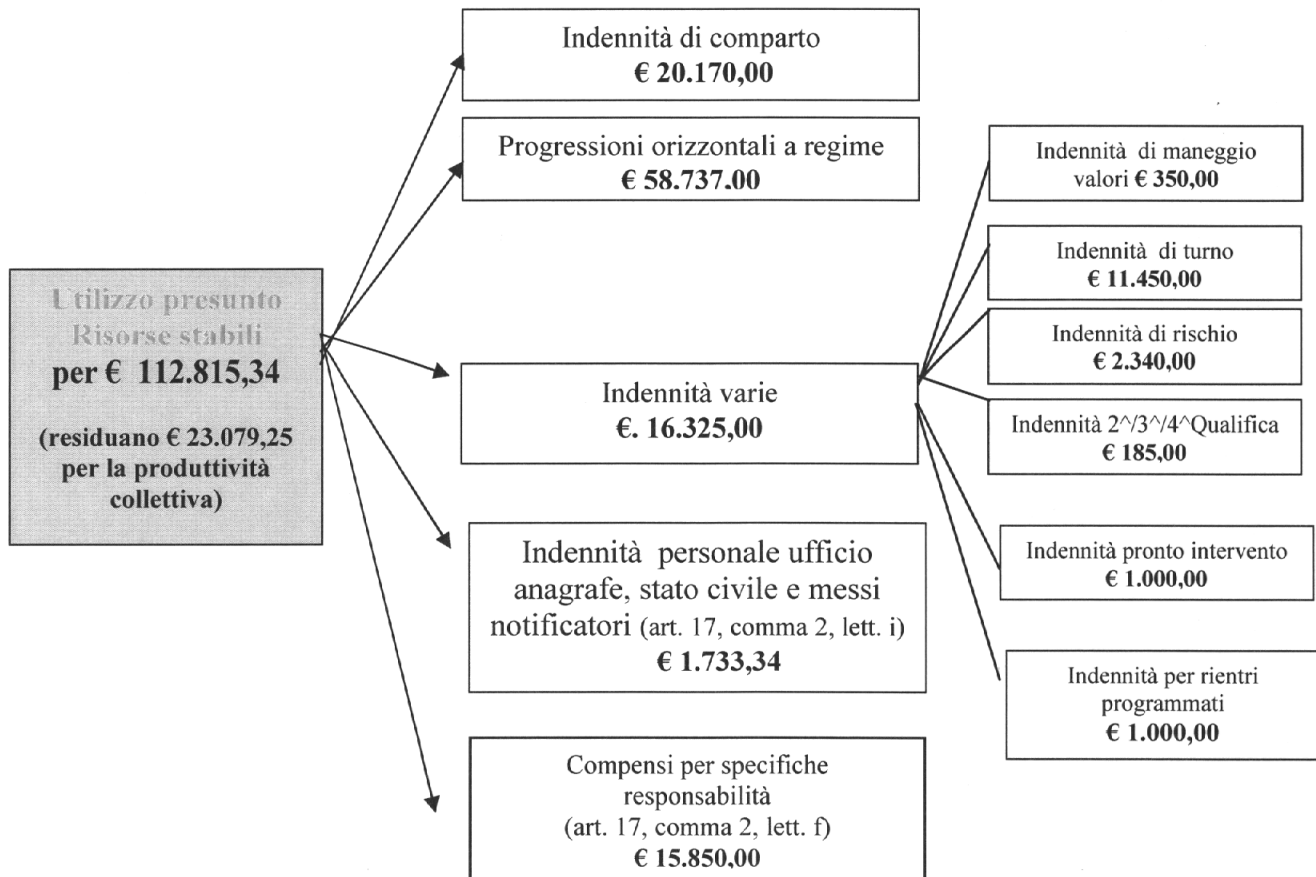 Utilizzo presunto
Risorse stabili
per € 112.815,34
(residuano € 23.079,25
per la produttività
collettiva)
Indennità di comparto
€ 20.170,00
Progressioni orizzontali a regime
€ 58.737.00
Indennità varie
€. 16.325,00
Indennità personale ufficio
anagrafe, stato civile e messi
notificatori (art. 17, comma 2, lett. i)
€ 1.733,34
Compensi per specifiche
responsabilità
(art. 17, comma 2, lett. f)
€ 15.850,00
Indennità di maneggio
valori € 350,00
Indennità di turno
€ 11.450,00
Indennità di rischio
€ 2.340,00
Indennità 2^/3^/4^Qualifica
€ 185,00
Indennità pronto intervento
€ 1.000,00
Indennità per rientri
programmati
€ 1.000,00